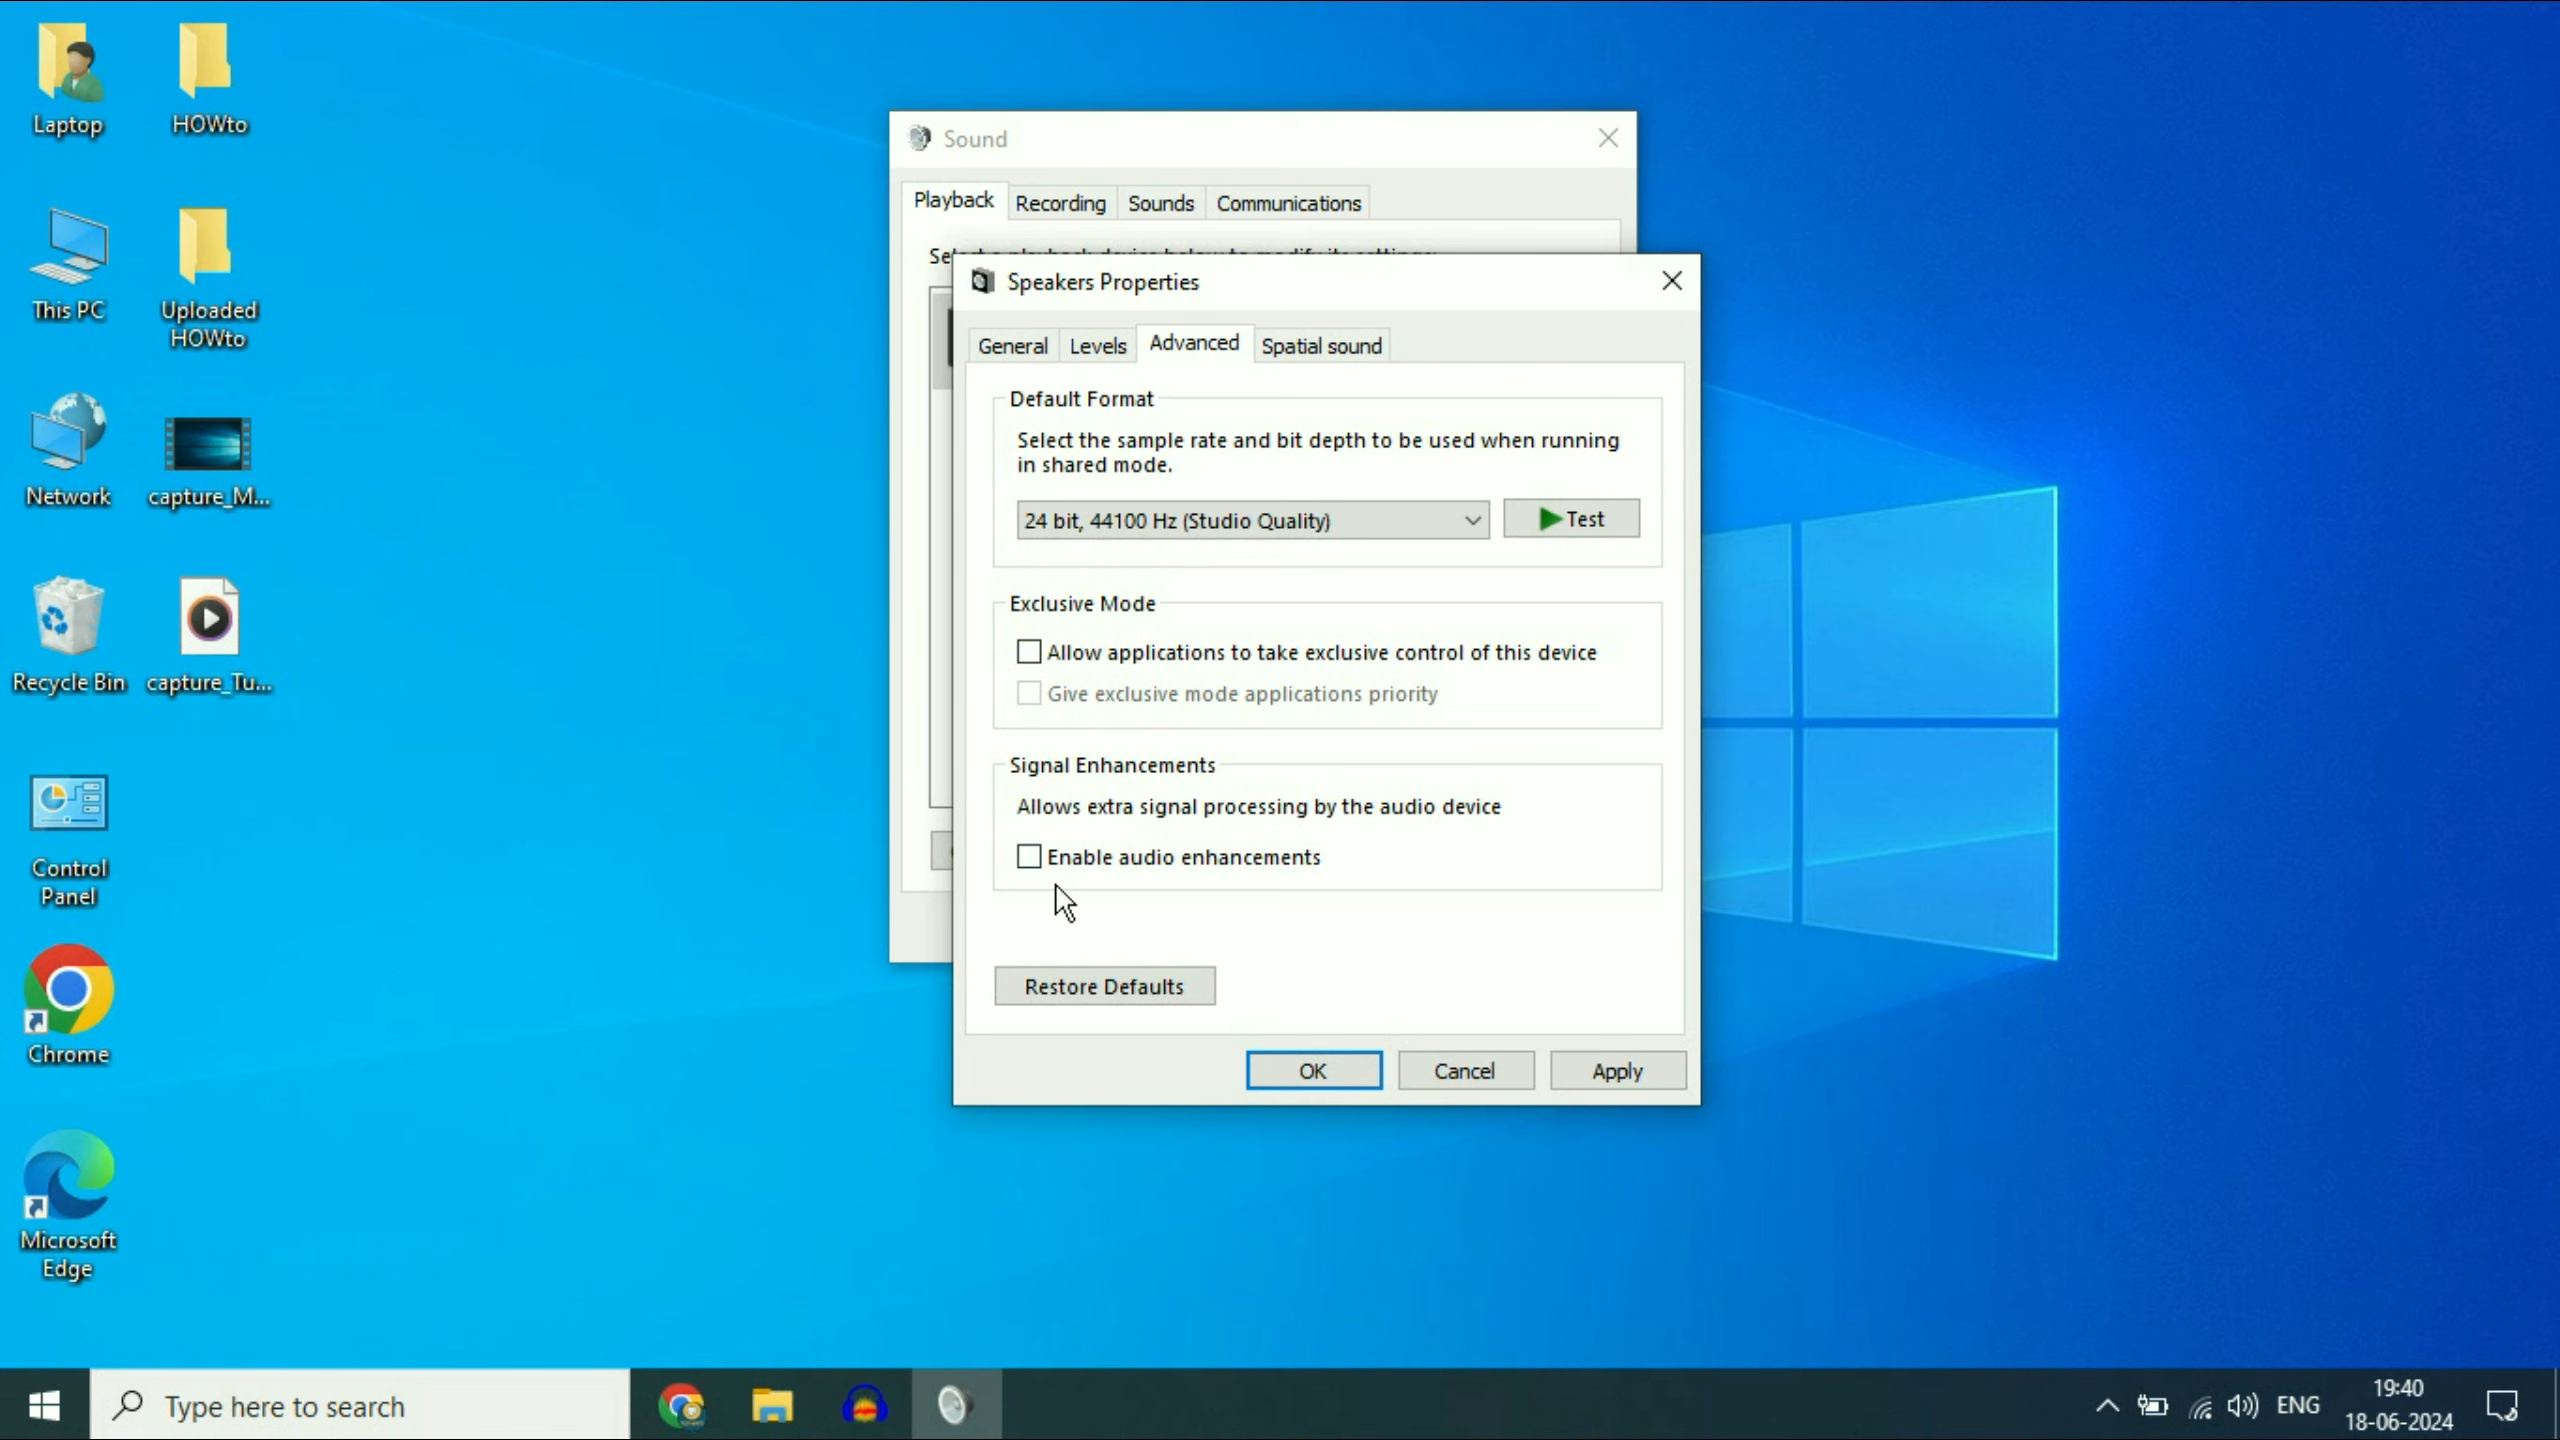 Laptop
HOWto
This PC
Uploaded
HOWto
Network
capture_M...
Recycle Bin
capture_Tu...
Control
Panel
Chrome
Microsoft
Edge
Sound
Playback
Recording
Sounds
Communications
Speakers Properties
General
Levels
Advanced
Spatial sound
Default Format
Select the sample rate and bit depth to be used when running
in shared mode.
24 bit, 44100 Hz (Studio Quality)
Test
Exclusive Mode
Allow applications to take exclusive control of this device
Give exclusive mode applications priority
Signal Enhancements
Allows extra signal processing by the audio device
Enable audio enhancements
Restore Defaults
OK
Cancel
Apply
Type here to search
ENG
19:40
18-06-2024